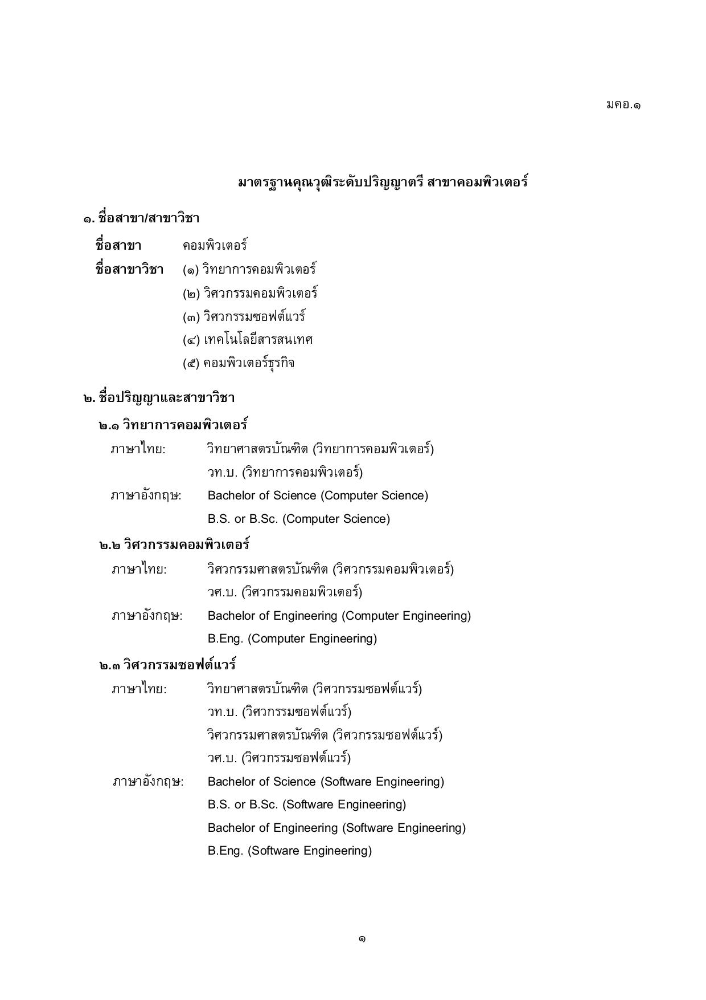 มคอ.๑
มาตรฐานคุณวุฒิระดับปริญญาตรี สาขาคอมพิวเตอร์
๑. ชื่อสาขา/สาขาวิชา
ชื่อสาขา คอมพิวเตอร์
ชื่อสาขาวิชา (๑) วิทยาการคอมพิวเตอร์
(๒) วิศวกรรมคอมพิวเตอร์
(๓) วิศวกรรมซอฟต์แวร์
(๔) เทคโนโลยีสารสนเทศ
(๕) คอมพิวเตอร์ธุรกิจ
๒. ชื่อปริญญาและสาขาวิชา
๒.๑ วิทยาการคอมพิวเตอร์
ภาษาไทย: วิทยาศาสตรบัณฑิต (วิทยาการคอมพิวเตอร์)
วท.บ. (วิทยาการคอมพิวเตอร์)
ภาษาอังกฤษ: Bachelor of Science (Computer Science)
B.S. or B.Sc. (Computer Science)
๒.๒ วิศวกรรมคอมพิวเตอร์
ภาษาไทย: วิศวกรรมศาสตรบัณฑิต (วิศวกรรมคอมพิวเตอร์)
วศ.บ. (วิศวกรรมคอมพิวเตอร์)
ภาษาอังกฤษ: Bachelor of Engineering (Computer Engineering)
B.Eng. (Computer Engineering)
๒.๓ วิศวกรรมซอฟต์แวร์
ภาษาไทย: วิทยาศาสตรบัณฑิต (วิศวกรรมซอฟต์แวร์)
วท.บ. (วิศวกรรมซอฟต์แวร์)
วิศวกรรมศาสตรบัณฑิต (วิศวกรรมซอฟต์แวร์)
วศ.บ. (วิศวกรรมซอฟต์แวร์)
ภาษาอังกฤษ: Bachelor of Science (Software Engineering)
B.S. or B.Sc. (Software Engineering)
Bachelor of Engineering (Software Engineering)
B.Eng. (Software Engineering)
๑